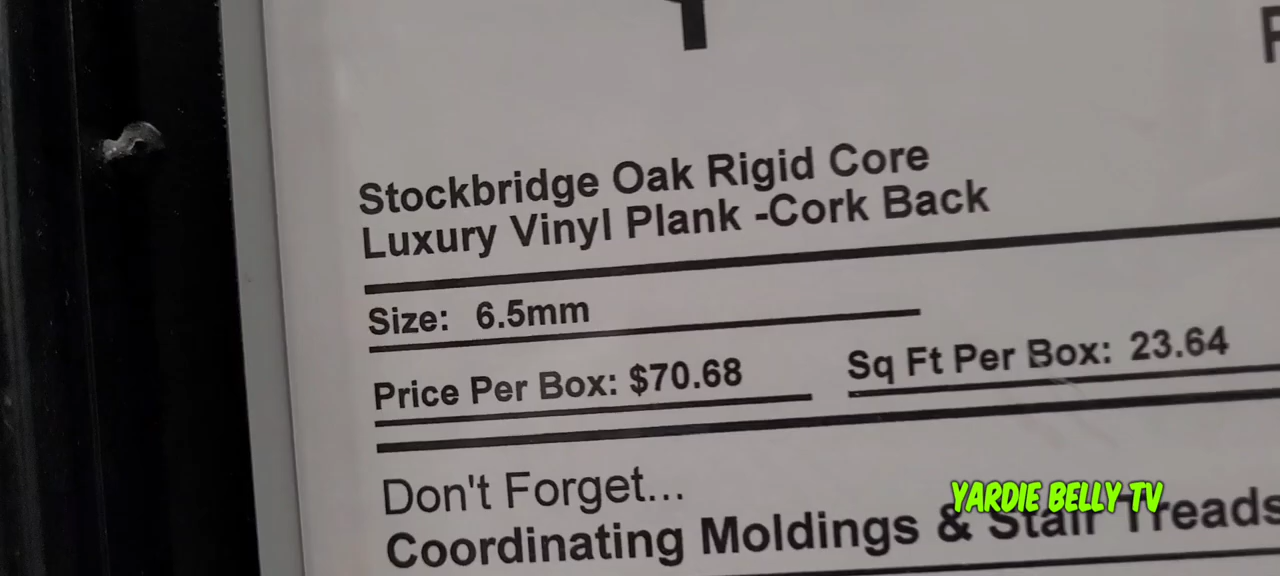 Stockbridge Oak Rigid Core
Luxury Vinyl Plank -Cork Back
Size: 6.5mm
Price Per Box: $70.68 Sq Ft Per Box: 23.64
Don't Forget...
YARDIE BELLY TV
Coordinating Moldings & Stair Treads